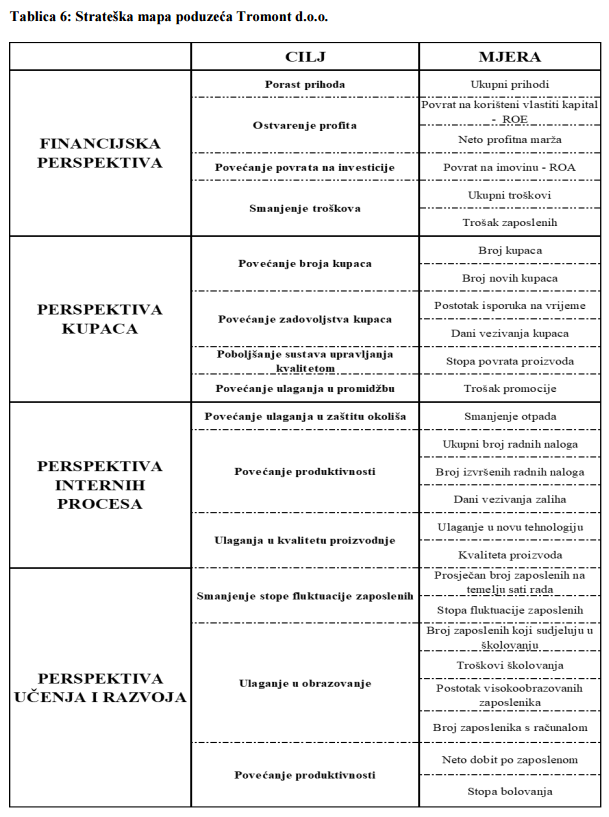 Tablica 6: Strateška mapa poduzeća Tromont d.o.o.
CILJ
MJERA
FINANCIJSKA
PERSPEKTIVA
Porast prihoda
Ukupni prihodi
Ostvarenje profita
Povrat na korišteni vlastiti kapital
- ROE
Neto profitna marža
Povećanje povrata na investicije
Povrat na imovinu - ROA
Smanjenje troškova
Ukupni troškovi
Trošak zaposlenih
PERSPEKTIVA
KUPACA
Povećanje broja kupaca
Broj kupaca
Broj novih kupaca
Povećanje zadovoljstva kupaca
Postotak isporuka na vrijeme
Dani vezivanja kupaca
Poboljšanje sustava upravljanja
kvalitetom
Stopa povrata proizvoda
Povećanje ulaganja u promidžbu
Trošak promocije
PERSPEKTIVA
INTERNIH
PROCESA
Povećanje ulaganja u zaštitu okoliša
Smanjenje otpada
Povećanje produktivnosti
Ukupni broj radnih naloga
Broj izvršenih radnih naloga
Dani vezivanja zaliha
Ulaganja u kvalitetu proizvodnje
Ulaganje u novu tehnologiju
Kvaliteta proizvoda
PERSPEKTIVA
UČENJA I RAZVOJA
Smanjenje stope fluktuacije zaposlenih
Prosječan broj zaposlenih na
temelju sati rada
Stopa fluktuacije zaposlenih
Ulaganje u obrazovanje
Broj zaposlenih koji sudjeluju u
školovanju
Troškovi školovanja
Postotak visokoobrazovanih
zaposlenika
Broj zaposlenika s računalom
Povećanje produktivnosti
Neto dobit po zaposlenom
Stopa bolovanja